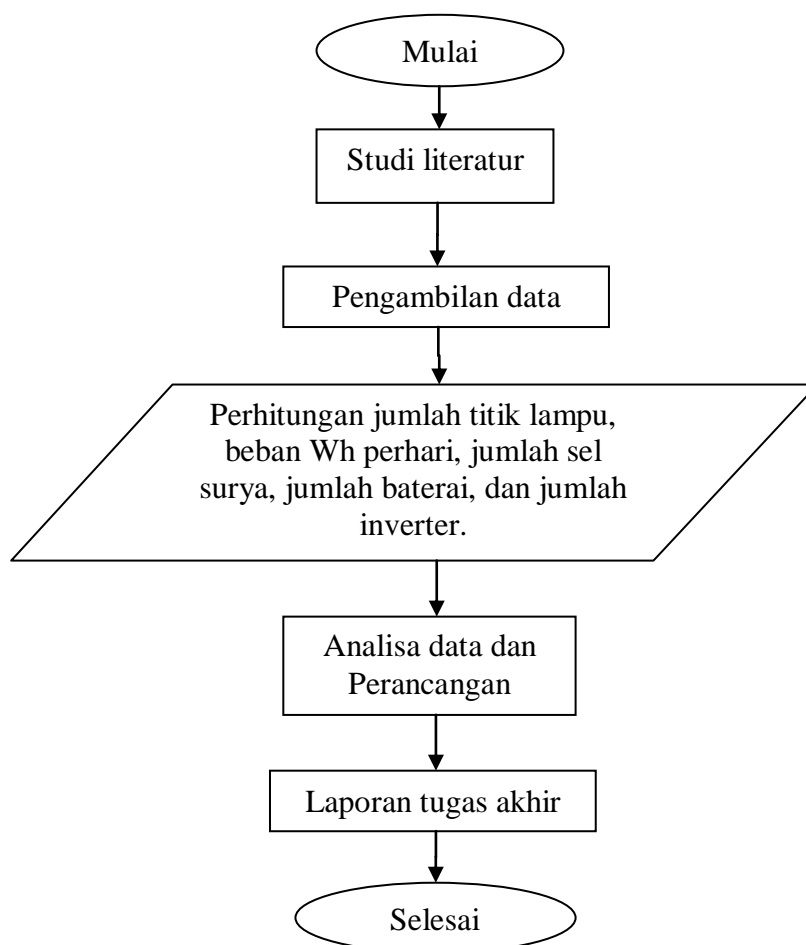 Mulai
Studi literatur
Pengambilan data
Perhitungan jumlah titik lampu,
beban Wh perhari, jumlah sel
surya, jumlah baterai, dan jumlah
inverter.
Analisa data dan
Perancangan
Laporan tugas akhir
Selesai